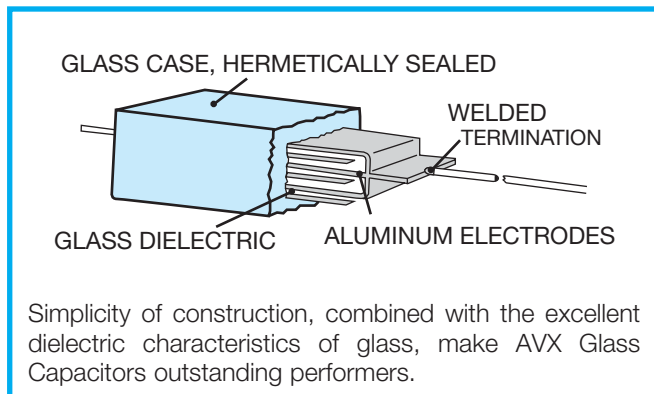 GLASS CASE, HERMETICALLY SEALED
WELDED
TERMINATION
GLASS DIELECTRIC
ALUMINUM ELECTRODES
Simplicity of construction, combined with the excellent
dielectric characteristics of glass, make AVX Glass
Capacitors outstanding performers.